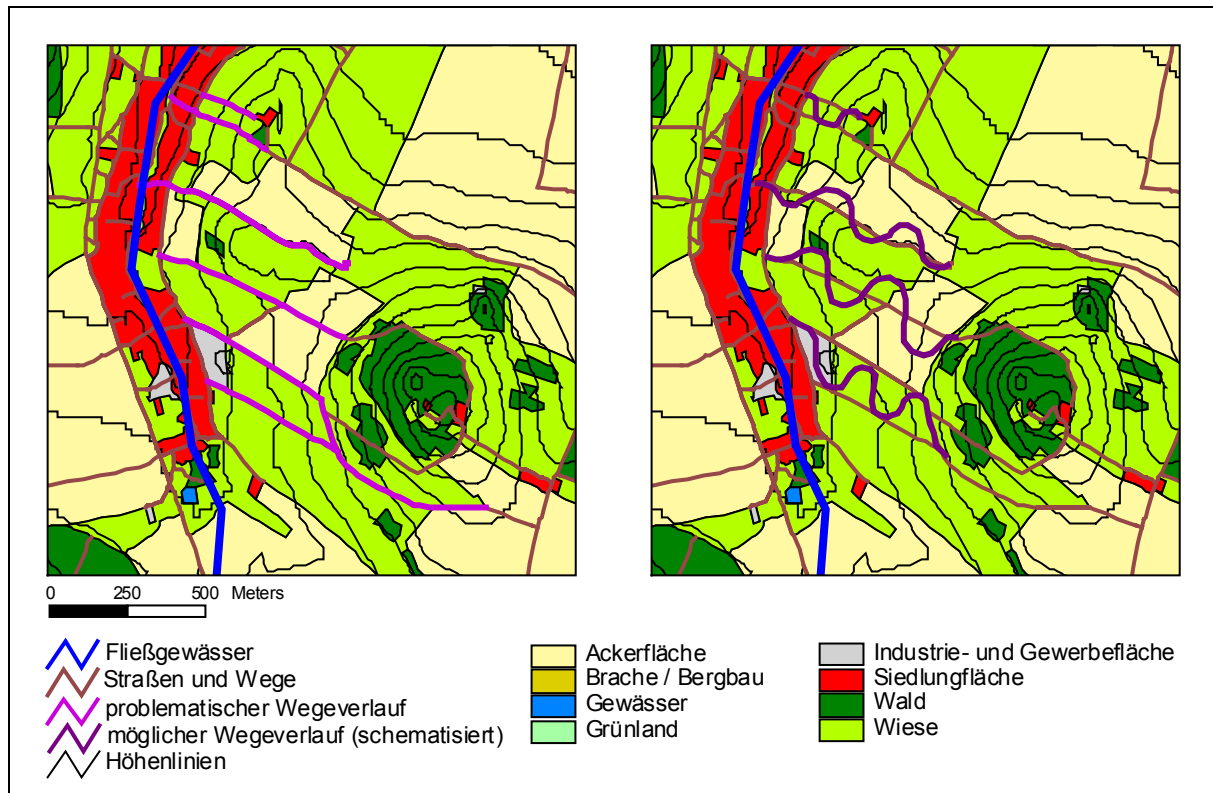 0 250 500 Meters
Fließgewässer
Straßen und Wege
problematischer Wegeverlauf
möglicher Wegeverlauf (schematisiert)
Höhenlinien
Ackerfläche
Brache / Bergbau
Gewässer
Grünland
Industrie- und Gewerbefläche
Siedlungfläche
Wald
Wiese